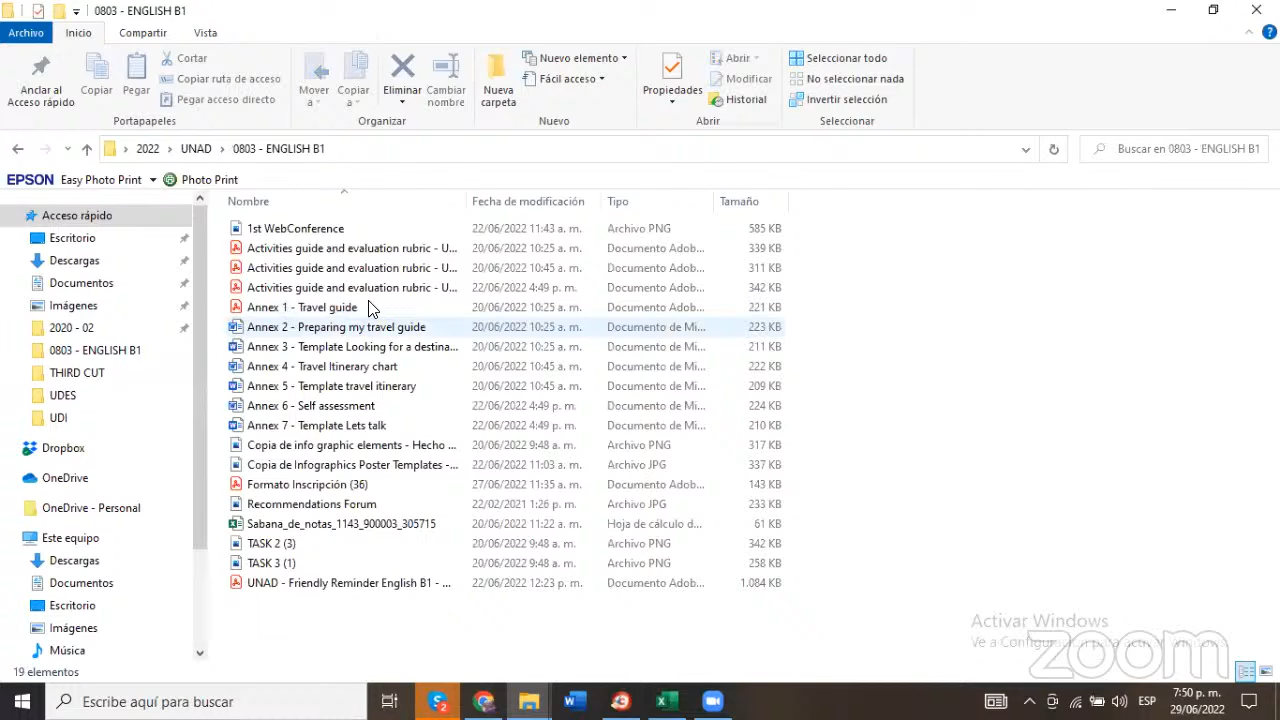 0803 - ENGLISH B1
Archivo Inicio Compartir Vista
Anclar al Acceso rápido
Copiar
Pegar
Cortar
Copiar ruta de acceso
Pegar acceso directo
Portapapeles
Mover a
Copiar a
Eliminar
Cambiar nombre
Organizar
Nueva carpeta
Nuevo elemento
Fácil acceso
Nuevo
Propiedades
Abrir
Modificar
Historial
Abrir
Seleccionar todo
No seleccionar nada
Invertir selección
Seleccionar
2022 > UNAD > 0803 - ENGLISH B1
Buscar en 0803 - ENGLISH B1
EPSON Easy Photo Print Photo Print
Acceso rápido
Escritorio
Descargas
Documentos
Imágenes
2020 - 02
0803 - ENGLISH B1
THIRD CUT
UDES
UDI
Dropbox
OneDrive
OneDrive - Personal
Este equipo
Descargas
Documentos
Escritorio
Imágenes
Música
Nombre Fecha de modificación Tipo Tamaño
1st WebConference 22/06/2022 11:43 a. m. Archivo PNG 585 KB
Activities guide and evaluation rubric - U... 20/06/2022 10:25 a. m. Documento Adob... 339 KB
Activities guide and evaluation rubric - U... 20/06/2022 10:45 a. m. Documento Adob... 311 KB
Activities guide and evaluation rubric - U... 22/06/2022 4:49 p. m. Documento Adob... 342 KB
Annex 1 - Travel guide 20/06/2022 10:25 a. m. Documento Adob... 221 KB
Annex 2 - Preparing my travel guide 20/06/2022 10:25 a. m. Documento de Mi... 223 KB
Annex 3 - Template Looking for a destina... 20/06/2022 10:25 a. m. Documento de Mi... 211 KB
Annex 4 - Travel Itinerary chart 20/06/2022 10:45 a. m. Documento de Mi... 222 KB
Annex 5 - Template travel itinerary 20/06/2022 10:45 a. m. Documento de Mi... 209 KB
Annex 6 - Self assessment 22/06/2022 4:49 p. m. Documento de Mi... 224 KB
Annex 7 - Template Lets talk 22/06/2022 4:49 p. m. Documento de Mi... 210 KB
Copia de info graphic elements - Hecho ... 20/06/2022 9:48 a. m. Archivo PNG 317 KB
Copia de Infographics Poster Templates -... 22/06/2022 11:03 a. m. Archivo JPG 337 KB
Formato Inscripción (36) 27/06/2022 11:35 a. m. Documento Adob... 143 KB
Recommendations Forum 22/02/2021 1:26 p. m. Archivo JPG 233 KB
Sabana_de_notas_1143_900003_305715 20/06/2022 11:22 a. m. Hoja de cálculo d... 61 KB
TASK 2 (3) 20/06/2022 9:48 a. m. Archivo PNG 342 KB
TASK 3 (1) 20/06/2022 9:48 a. m. Archivo PNG 258 KB
UNAD - Friendly Reminder English B1 - ... 22/06/2022 12:23 p. m. Documento Adob... 1.084 KB
Activar Windows
Ve a Configuración para activar Windows.
zoom
19 elementos
Escribe aquí para buscar
ESP
7:50 p. m.
29/06/2022